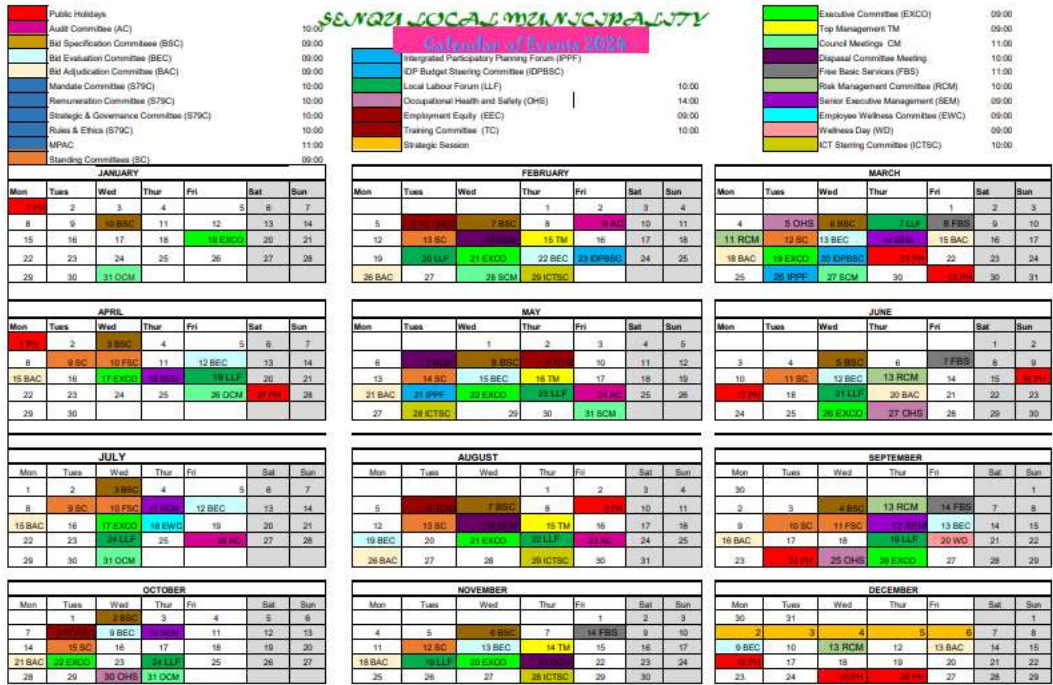 SENQU LOCAL MUNICIPALITY
Calendar of Events 2024
Public Holidays
Audit Committee (AC) 10:00
Bid Specification Commiteee (BSC) 09:00
Bid Evaluation Committee (BEC) 09:00
Bid Adjudication Committee (BAC) 09:00
Mandate Committee (S79C) 10:00
Remuneration Committee (S79C) 10:00
Strategic & Governance Committee (S79C) 10:00
Rules & Ethics (S79C) 10:00
MPAC 11:00
Standing Committees (SC) 09:00
Intergrated Participatory Planning Forum (IPPF)
IDP Budget Steering Committee (IDPBSC)
Local Labour Forum (LLF) 10:00
Occupational Health and Safety (OHS) 14:00
Employment Equity (EEC) 09:00
Training Committee (TC) 10:00
Strategic Session
Executive Committee (EXCO) 09:00
Top Management TM 09:00
Council Meetings CM 11:00
Disposal Committee Meeting 10:00
Free Basic Services (FBS) 11:00
Risk Management Committee (RCM) 10:00
Senior Executive Management (SEM) 09:00
Employee Wellness Committee (EWC) 09:00
Wellness Day (WD) 09:00
ICT Sterring Committee (ICTSC) 10:00
JANUARY
Mon Tues Wed Thur Fri Sat Sun
1 PH 2 3 4 5 6 7
8 9 10 BSC 11 12 13 14
15 16 17 18 19 EXCO 20 21
22 23 24 25 26 27 28
29 30 31 OCM
FEBRUARY
Mon Tues Wed Thur Fri Sat Sun
1 2 3 4
5 7 BSC 8 9 AC 10 11
12 13 SC 15 TM 16 17 18
19 20 LLF 21 EXCO 22 BEC 23 IDPBSC 24 25
26 BAC 27 28 SCM 29 ICTSC
MARCH
Mon Tues Wed Thur Fri Sat Sun
1 2 3
4 5 OHS 6 BSC 7 LLF 8 FBS 9 10
11 RCM 12 SC 13 BEC 15 BAC 16 17
18 BAC 19 EXCO 20 IDPBSC 21 PH 22 23 24
25 26 IPPF 27 SCM 30 30 31
APRIL
Mon Tues Wed Thur Fri Sat Sun
1 PH 2 3 BSC 4 5 6 7
8 9 SC 10 FSC 11 12 BEC 13 14
15 BAC 16 17 EXCO 19 LLF 20 21
22 23 24 25 26 OCM 27 PH 28
29 30
MAY
Mon Tues Wed Thur Fri Sat Sun
1 2 3 4 5
6 8 BSC 10 11 12
13 14 SC 15 BEC 16 TM 17 18 19
21 BAC 21 IPPF 22 EXCO 23 LLF 24 AC 25 26
27 28 ICTSC 29 30 31 SCM
JUNE
Mon Tues Wed Thur Fri Sat Sun
1 2
3 4 5 BSC 6 7 FBS 8 9
10 11 SC 12 BEC 13 RCM 14 15 16 PH
17 PH 18 21 LLF 20 BAC 21 22 23
24 25 26 EXCO 27 OHS 28 29 30
JULY
Mon Tues Wed Thur Fri Sat Sun
1 2 3 BSC 4 5 6 7
8 9 SC 10 FSC 11 SEM 12 BEC 13 14
15 BAC 16 17 EXCO 18 EWC 19 20 21
22 23 24 LLF 25 26 AC 27 28
29 30 31 OCM
AUGUST
Mon Tues Wed Thur Fri Sat Sun
1 2 3 4
5 7 BSC 8 9 PH 10 11
12 13 SC 15 TM 16 17 18
19 BEC 20 21 EXCO 22 LLF 23 AC 24 25
26 BAC 27 28 29 ICTSC 30 31
SEPTEMBER
Mon Tues Wed Thur Fri Sat Sun
30 1
2 3 4 BSC 13 RCM 14 FBS 7 8
9 10 SC 11 FSC 12 SEM 13 BEC 14 15
16 BAC 17 18 19 LLF 20 WD 21 22
23 24 PH 25 OHS 26 EXCO 27 28 29
OCTOBER
Mon Tues Wed Thur Fri Sat Sun
1 2 BSC 3 4 5 6
7 9 BEC 11 12 13
14 15 SC 16 17 18 19 20
21 BAC 22 EXCO 23 24 LLF 25 26 27
28 29 30 OHS 31 OCM
NOVEMBER
Mon Tues Wed Thur Fri Sat Sun
1 2 3
4 5 6 BSC 7 14 FBS 9 10
11 12 SC 13 BEC 14 TM 15 16 17
18 BAC 19 LLF 20 EXCO 22 23 24
25 26 27 28 ICTSC 29 30
DECEMBER
Mon Tues Wed Thur Fri Sat Sun
30 31 1
2 3 4 5 6 7 8
9 BEC 10 13 RCM 12 13 BAC 14 15
16 PH 17 18 19 20 21 22
23 24 25 PH 26 PH 27 28 29